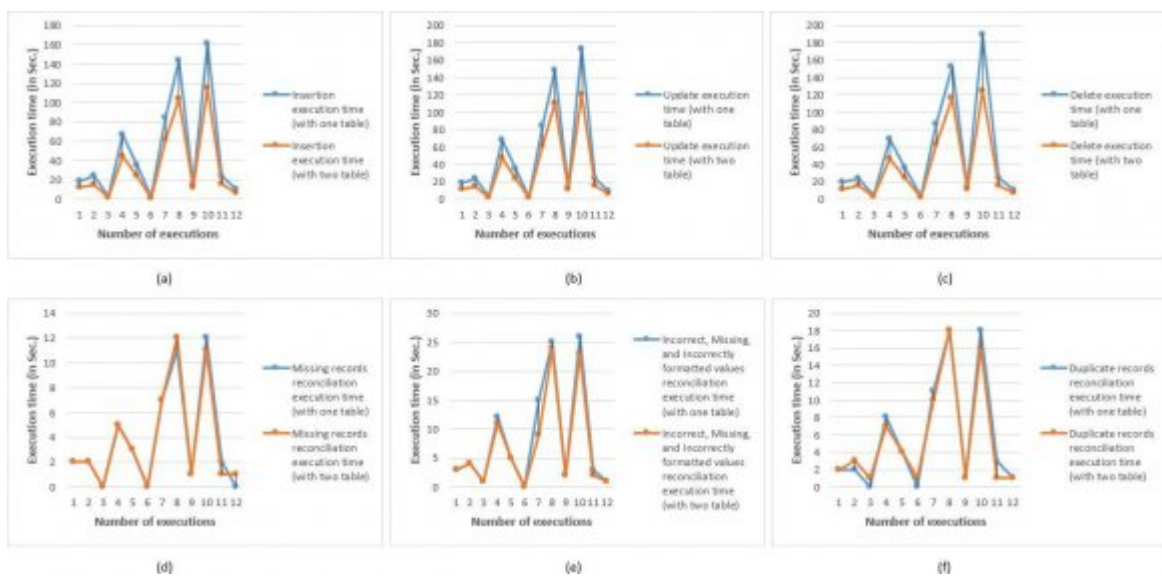 Execution time (in Sec.)
180
160
140
120
100
80
60
40
20
0
1 2 3 4 5 6 7 8 9 10 11 12
Number of executions
Insertion
execution time
(with one table)
Insertion
execution time
(with two table)
(a)
Execution time (in Sec.)
200
180
160
140
120
100
80
60
40
20
0
1 2 3 4 5 6 7 8 9 10 11 12
Number of executions
Update execution
time (with one
table)
Update execution
time (with two
table)
(b)
Execution time (in Sec.)
200
180
160
140
120
100
80
60
40
20
0
1 2 3 4 5 6 7 8 9 10 11 12
Number of executions
Delete execution
time (with one
table)
Delete execution
time (with two
table)
(c)
Execution time (in Sec.)
14
12
10
8
6
4
2
0
1 2 3 4 5 6 7 8 9 10 11 12
Number of executions
Missing records
reconciliation
execution time
(with one table)
Missing records
reconciliation
execution time
(with two table)
(d)
Execution time (in Sec.)
30
25
20
15
10
5
0
1 2 3 4 5 6 7 8 9 10 11 12
Number of executions
Incorrect, Missing,
and Incorrectly
formatted values
reconciliation
execution time
(with one table)
Incorrect, Missing,
and Incorrectly
formatted values
reconciliation
execution time
(with two table)
(e)
Execution time (in Sec.)
20
18
16
14
12
10
8
6
4
2
0
1 2 3 4 5 6 7 8 9 10 11 12
Number of executions
Duplicate records
reconciliation
execution time
(with one table)
Duplicate records
reconciliation
execution time
(with two table)
(f)